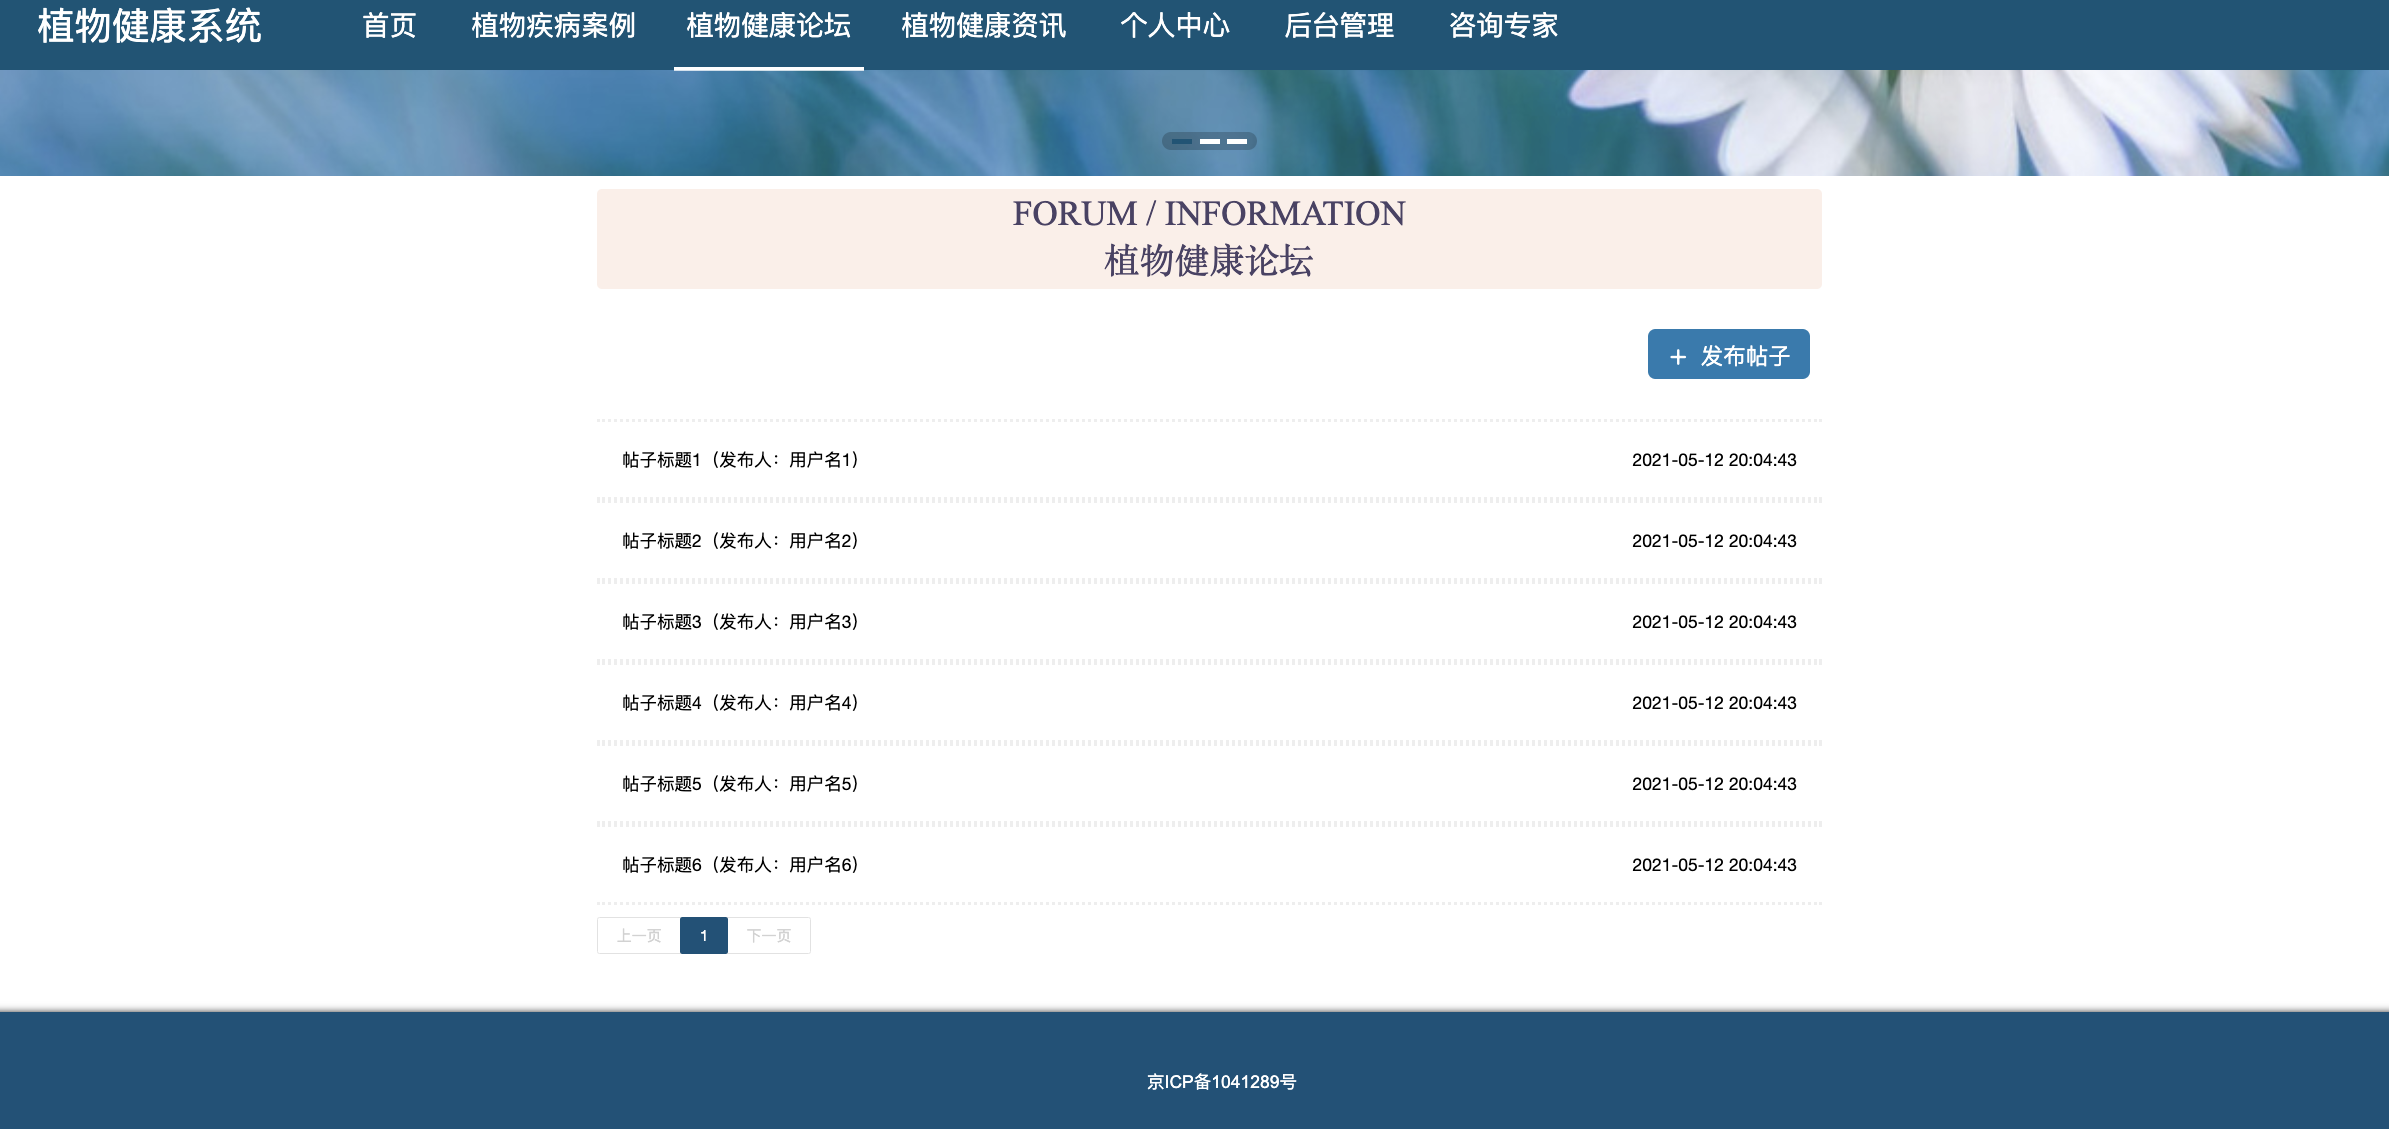 植物健康系统 首页 植物疾病案例 植物健康论坛 植物健康资讯 个人中心 后台管理 咨询专家
FORUM / INFORMATION
植物健康论坛
+ 发布帖子
帖子标题1（发布人：用户名1） 2021-05-12 20:04:43
帖子标题2（发布人：用户名2） 2021-05-12 20:04:43
帖子标题3（发布人：用户名3） 2021-05-12 20:04:43
帖子标题4（发布人：用户名4） 2021-05-12 20:04:43
帖子标题5（发布人：用户名5） 2021-05-12 20:04:43
帖子标题6（发布人：用户名6） 2021-05-12 20:04:43
上一页 1 下一页
京ICP备1041289号